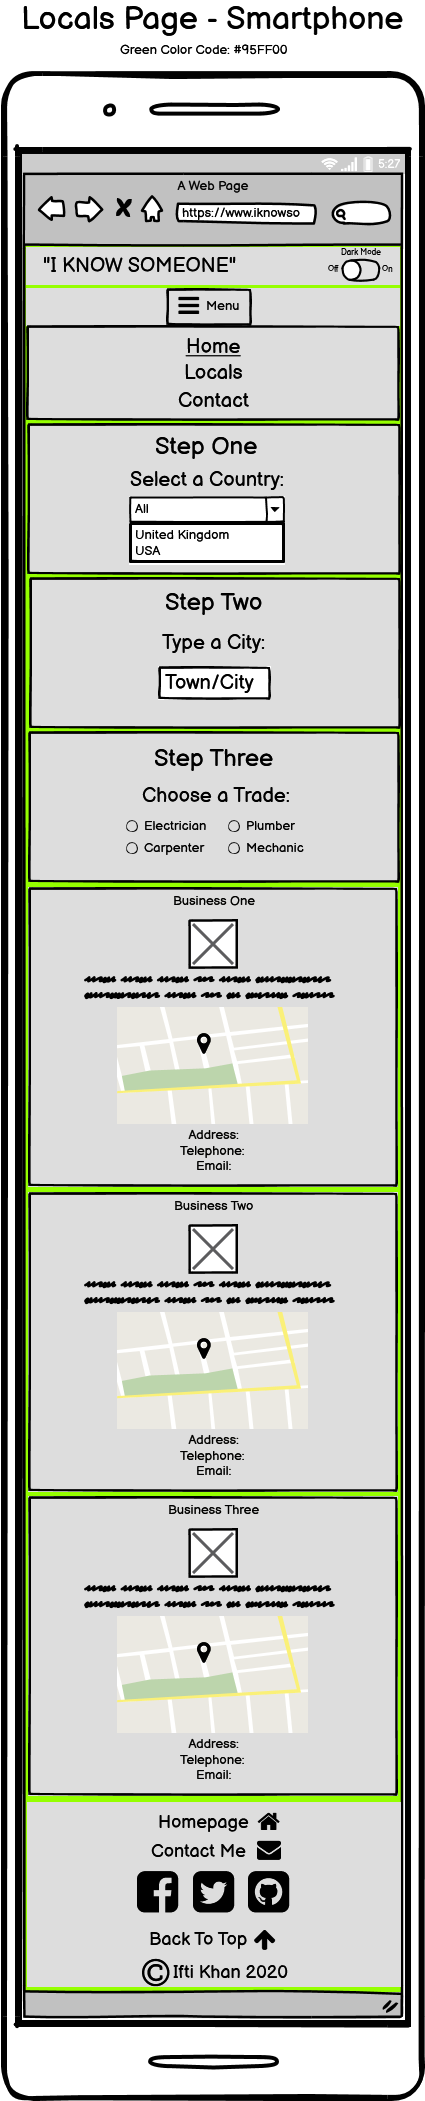 Locals Page - Smartphone
Green Color Code: #95FF00
5:27
A Web Page
https://www.iknowso
"I KNOW SOMEONE"
Dark Mode
Off On
Menu
Home
Locals
Contact
Step One
Select a Country:
All
United Kingdom
USA
Step Two
Type a City:
Town/City
Step Three
Choose a Trade:
Electrician Plumber
Carpenter Mechanic
Business One
Address:
Telephone:
Email:
Business Two
Address:
Telephone:
Email:
Business Three
Address:
Telephone:
Email:
Homepage
Contact Me
Back To Top
© Ifti Khan 2020